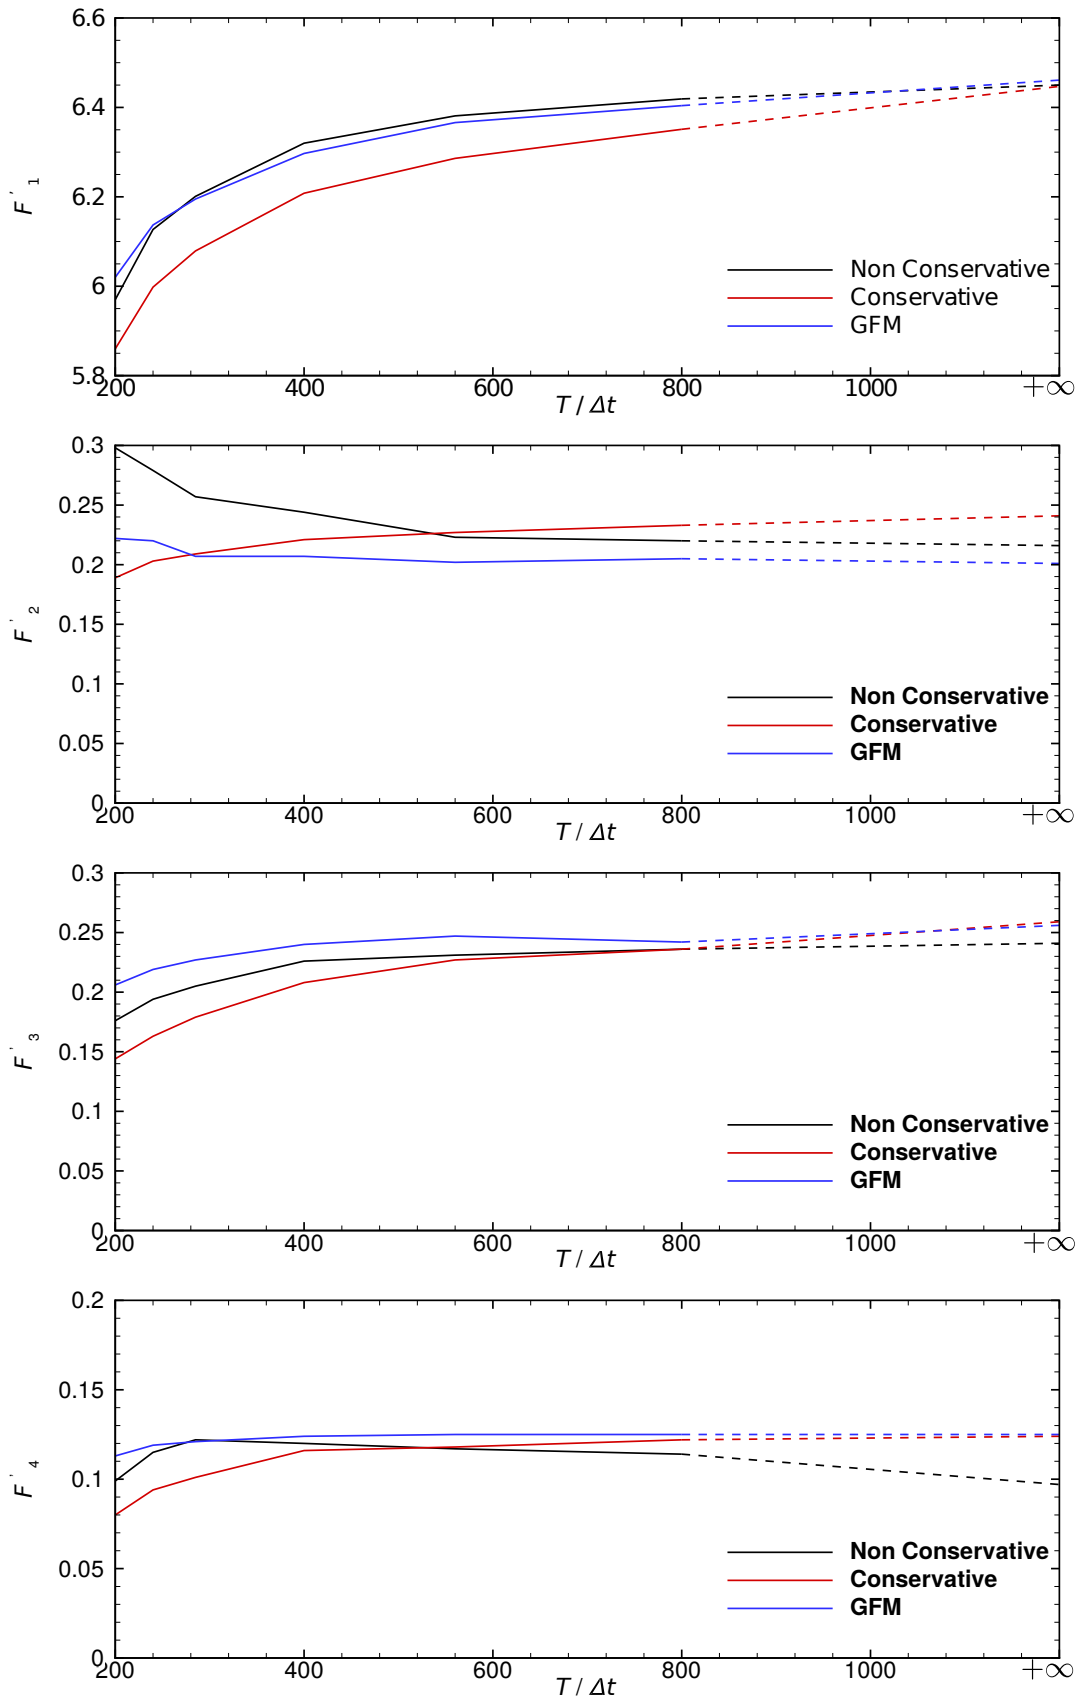 6.6
6.4
6.2
6
5.8
F'1
Non Conservative
Conservative
GFM
200 400 600 800 1000 +∞
T / Δt
0.3
0.25
0.2
0.15
0.1
0.05
0
F'2
Non Conservative
Conservative
GFM
200 400 600 800 1000 +∞
T / Δt
0.3
0.25
0.2
0.15
0.1
0.05
0
F'3
Non Conservative
Conservative
GFM
200 400 600 800 1000 +∞
T / Δt
0.2
0.15
0.1
0.05
0
F'4
Non Conservative
Conservative
GFM
200 400 600 800 1000 +∞
T / Δt